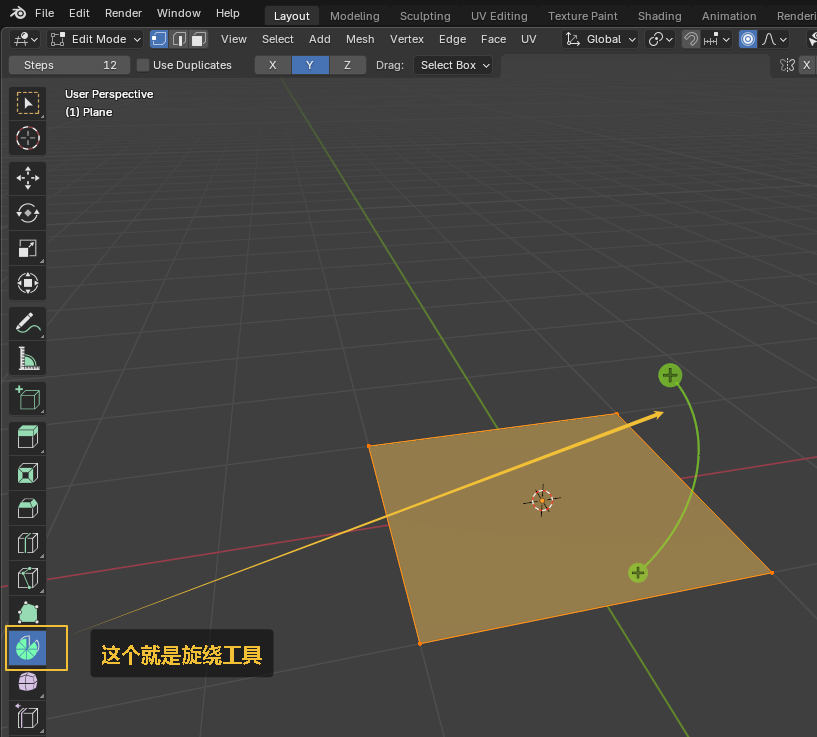 File Edit Render Window Help Layout Modeling Sculpting UV Editing Texture Paint Shading Animation Renderi
Edit Mode View Select Add Mesh Vertex Edge Face UV Global
Steps 12 Use Duplicates X Y Z Drag: Select Box X
User Perspective
(1) Plane
这个就是旋绕工具